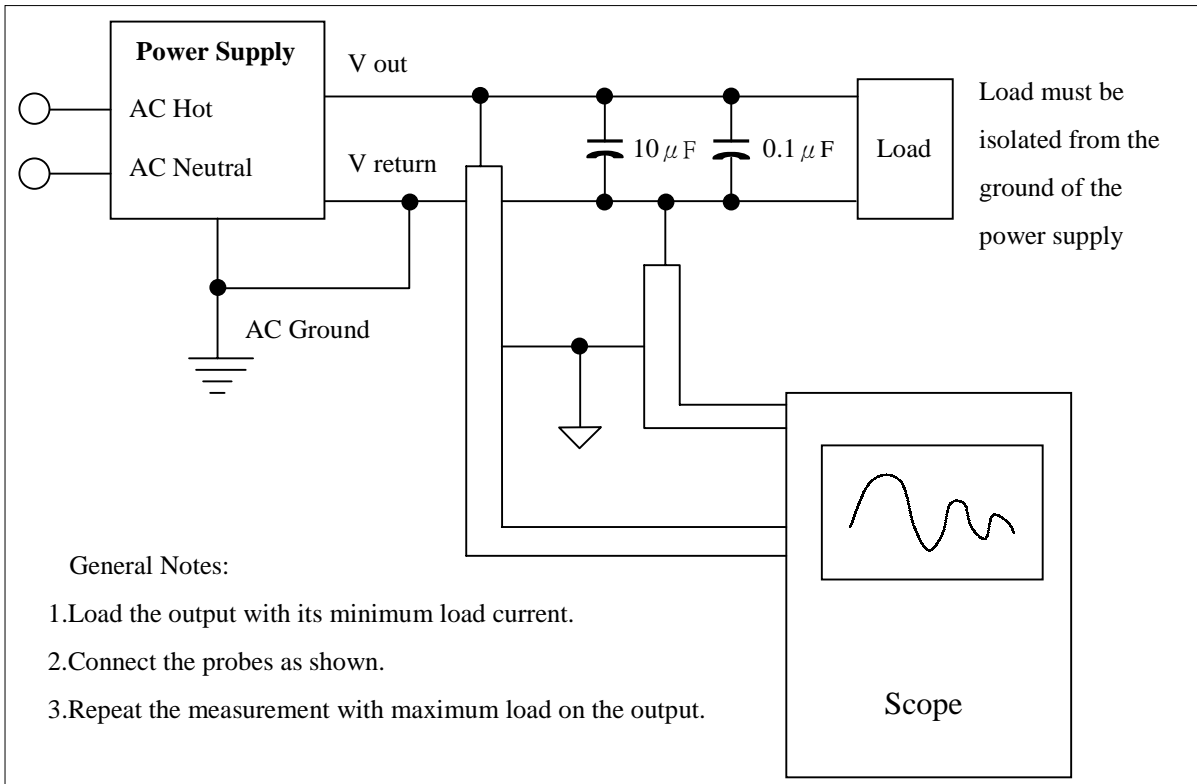 Power Supply
AC Hot
AC Neutral
V out
V return
AC Ground
10μF
0.1μF
Load
Load must be
isolated from the
ground of the
power supply
General Notes:
1.Load the output with its minimum load current.
2.Connect the probes as shown.
3.Repeat the measurement with maximum load on the output.
Scope